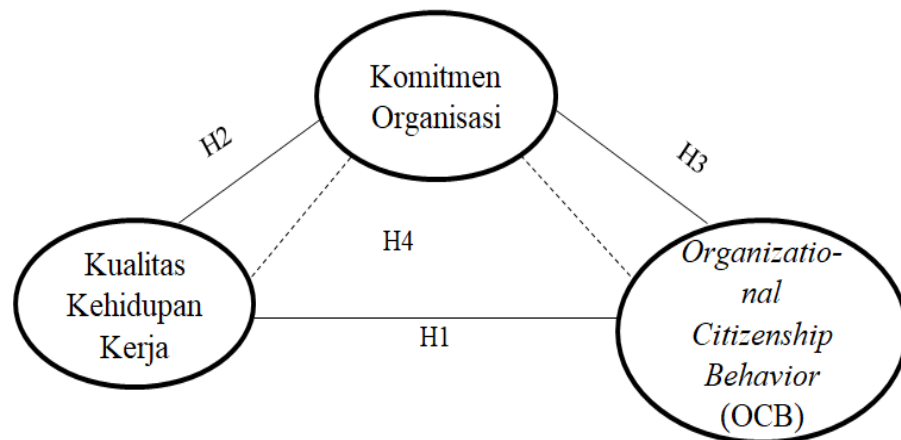 Komitmen
Organisasi
H2
H3
H4
Kualitas
Kehidupan
Kerja
H1
Organizatio-
nal
Citizenship
Behavior
(OCB)